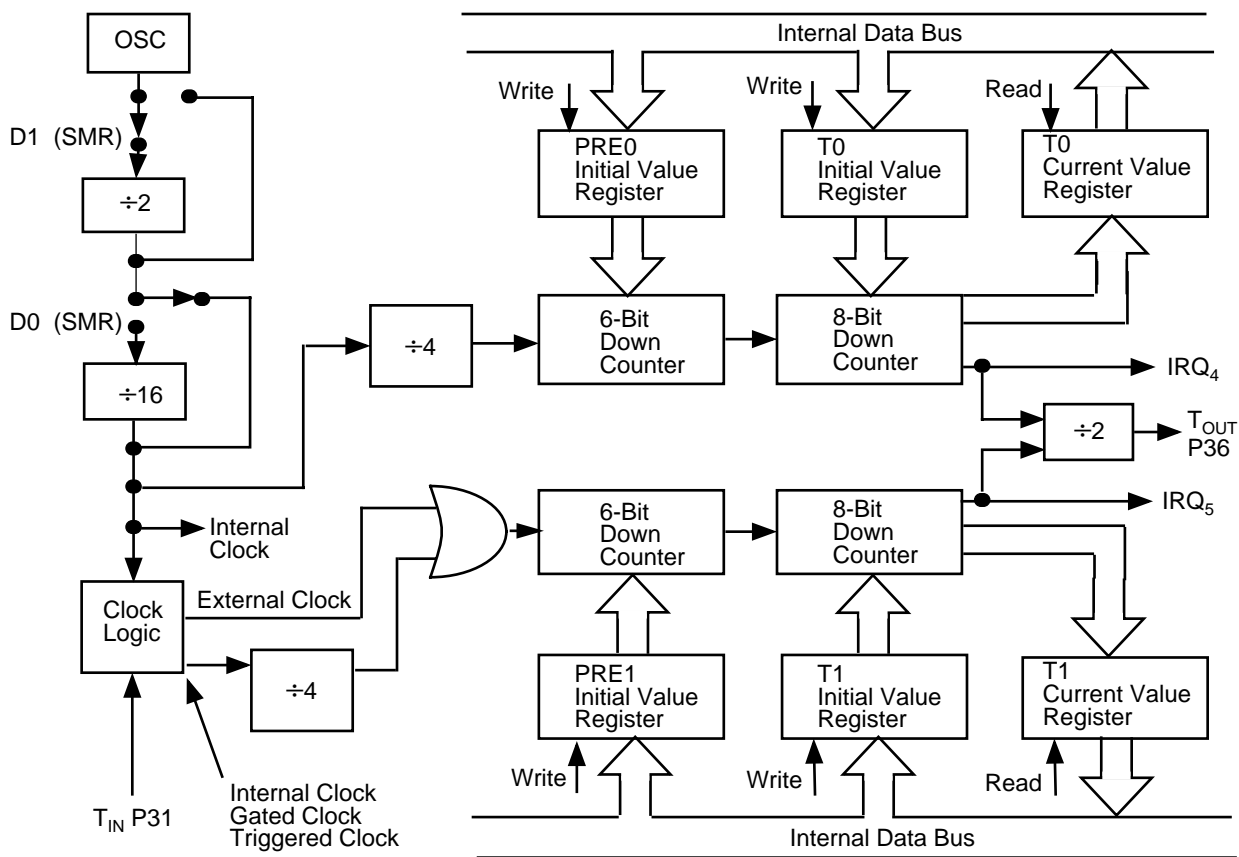 OSC
D1 (SMR)
÷2
D0 (SMR)
÷16
Internal
Clock
Clock
Logic
External Clock
÷4
T_IN P31
Internal Clock
Gated Clock
Triggered Clock
÷4
Internal Data Bus
Write
PRE0
Initial Value
Register
Write
T0
Initial Value
Register
Read
T0
Current Value
Register
6-Bit
Down
Counter
8-Bit
Down
Counter
IRQ4
÷2
T_OUT
P36
IRQ5
6-Bit
Down
Counter
8-Bit
Down
Counter
PRE1
Initial Value
Register
Write
T1
Initial Value
Register
Write
T1
Current Value
Register
Read
Internal Data Bus